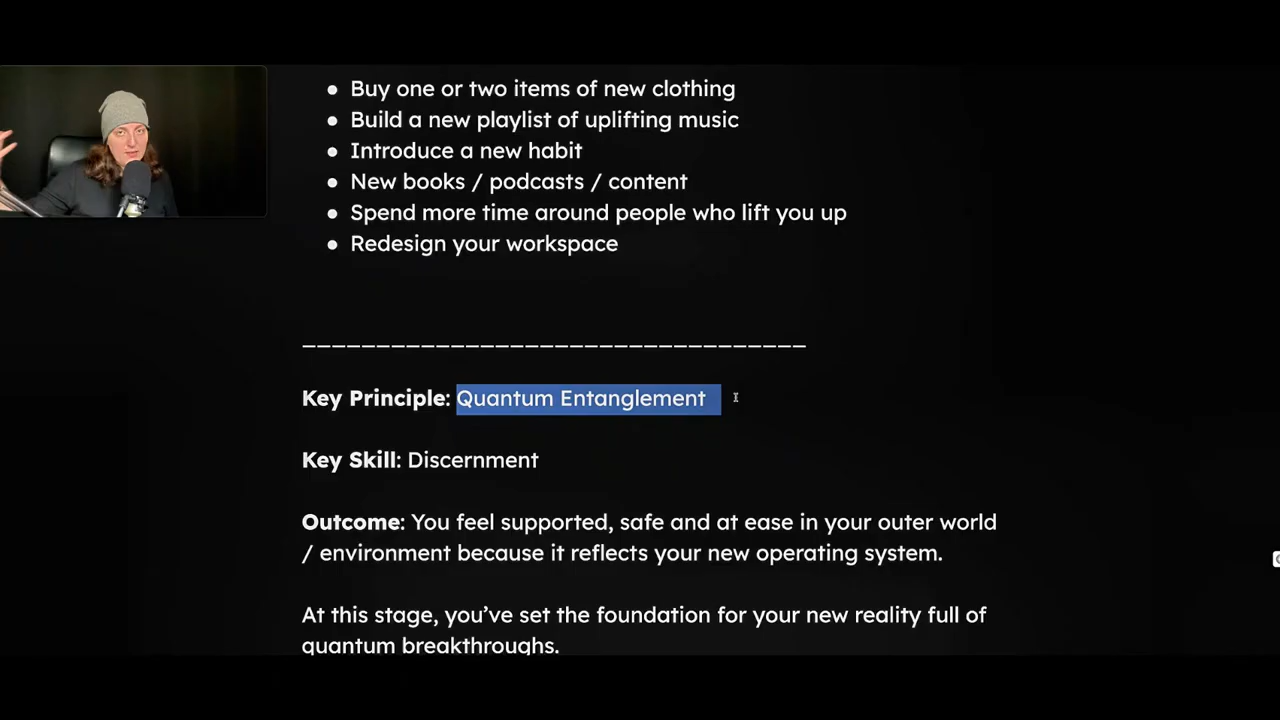 ● Buy one or two items of new clothing
● Build a new playlist of uplifting music
● Introduce a new habit
● New books / podcasts / content
● Spend more time around people who lift you up
● Redesign your workspace
__________________________________
Key Principle: Quantum Entanglement
Key Skill: Discernment
Outcome: You feel supported, safe and at ease in your outer world
/ environment because it reflects your new operating system.
At this stage, you’ve set the foundation for your new reality full of
quantum breakthroughs.